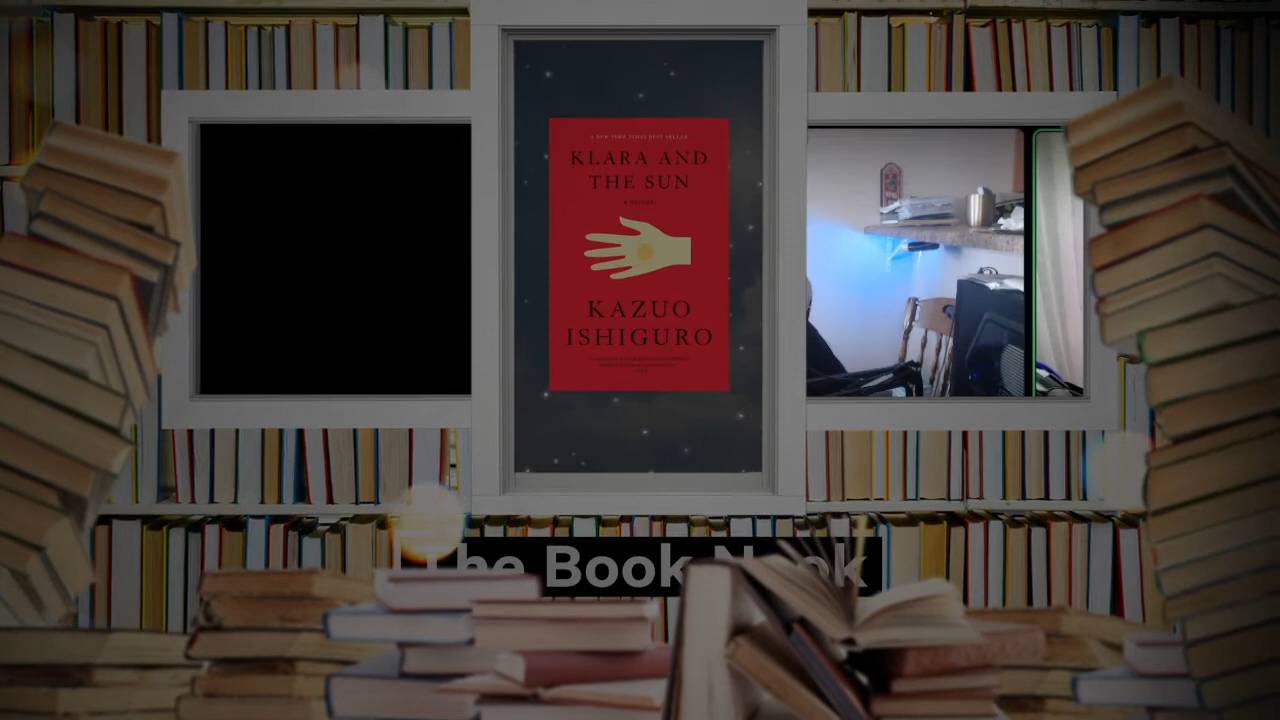 A NEW YORK TIMES BEST SELLER
KLARA AND
THE SUN
A NOVEL
KAZUO
ISHIGURO
The Book Nook